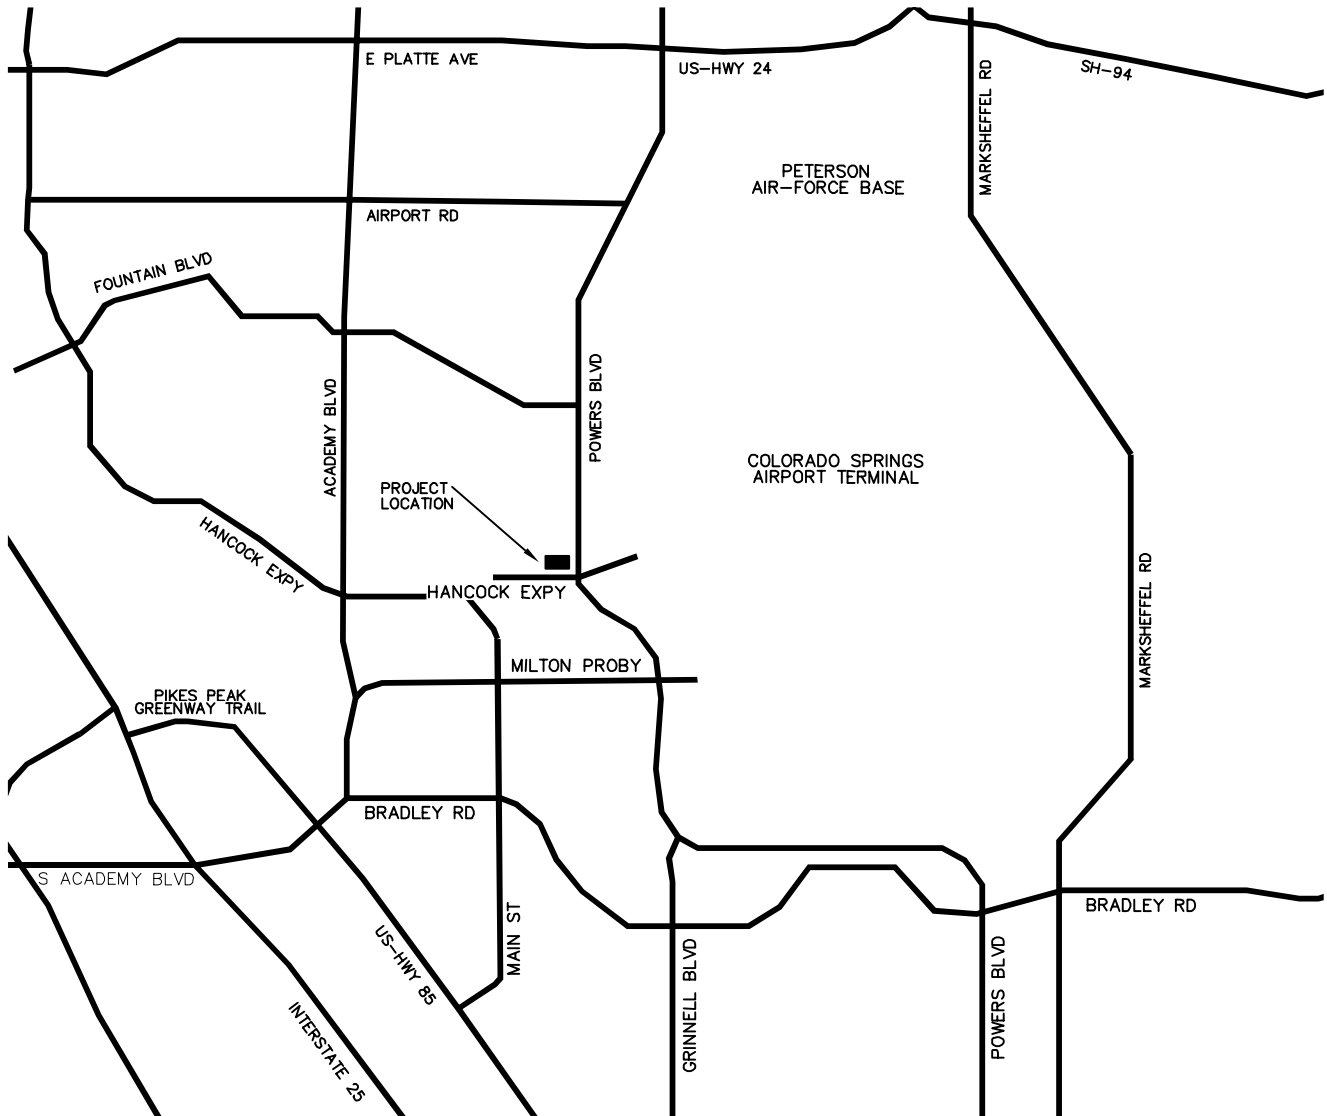 E PLATTE AVE
US-HWY 24
SH-94
MARKSHEFFEL RD
PETERSON
AIR-FORCE BASE
AIRPORT RD
FOUNTAIN BLVD
POWERS BLVD
ACADEMY BLVD
COLORADO SPRINGS
AIRPORT TERMINAL
PROJECT
LOCATION
HANCOCK EXPY
HANCOCK EXPY
MARKSHEFFEL RD
MILTON PROBY
PIKES PEAK
GREENWAY TRAIL
BRADLEY RD
S ACADEMY BLVD
BRADLEY RD
MAIN ST
US-HWY 85
GRINNELL BLVD
POWERS BLVD
INTERSTATE 25